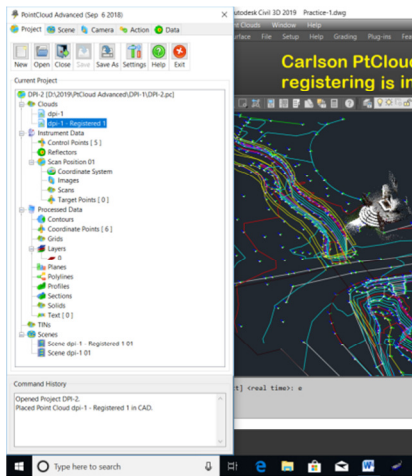 PointCloud Advanced (Sep 6 2018)
utodesk Civil 3D 2019 Practice-1.dwg
Project Scene Camera Action Data
nt Clouds Window Help
urface File Setup Help Grading Plug-ins Fea
New Open Close Save Save As Settings Help Exit
Carlson PtClou
registering is i
Current Project
DPI-2 [D:\2019\PtCloud Advanced\DPI-1\DPI-2.pc]
Clouds
dpi-1
dpi-1 - Registered 1
Instrument Data
Control Points [ 5 ]
Reflectors
Scan Position 01
Coordinate System
Images
Scans
Target Points [ 0 ]
Processed Data
Contours
Coordinate Points [ 6 ]
Grids
Layers
0
Planes
Polylines
Profiles
Sections
Solids
Text [ 0 ]
TINs
Scenes
Scene dpi-1 - Registered 1 01
Scene dpi-1 01
Command History
Opened Project DPI-2.
Placed Point Cloud dpi-1 - Registered 1 in CAD.
t] <real time>: e
Type here to search